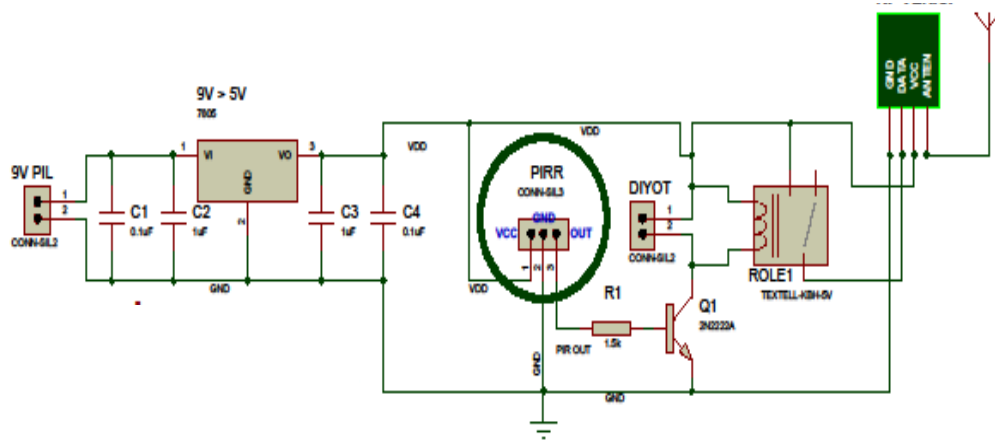 9V > 5V
7805
1
VI
VO
3
GND
2
VDD
9V PIL
1
2
CONN-SIL2
C1
0.1uF
C2
1uF
C3
1uF
C4
0.1uF
GND
PIRR
CONN-SIL3
VCC
GND
OUT
1
2
3
VDD
VDD
GND
PIR OUT
R1
1.5k
DIYOT
1
2
CONN-SIL2
Q1
2N2222A
GND
ROLE1
TEXTELL-KBH-5V
GND
DATA
VCC
ANTEN